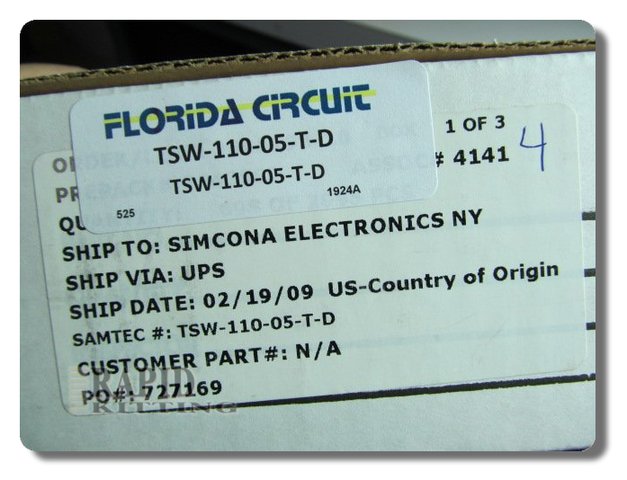 FLORIDA CIRCUIT
TSW-110-05-T-D
TSW-110-05-T-D
525 1924A
1 OF 3
# 4141 4
SHIP TO: SIMCONA ELECTRONICS NY
SHIP VIA: UPS
SHIP DATE: 02/19/09 US-Country of Origin
SAMTEC #: TSW-110-05-T-D
CUSTOMER PART#: N/A
PO#: 727169
RAPID
KITTING